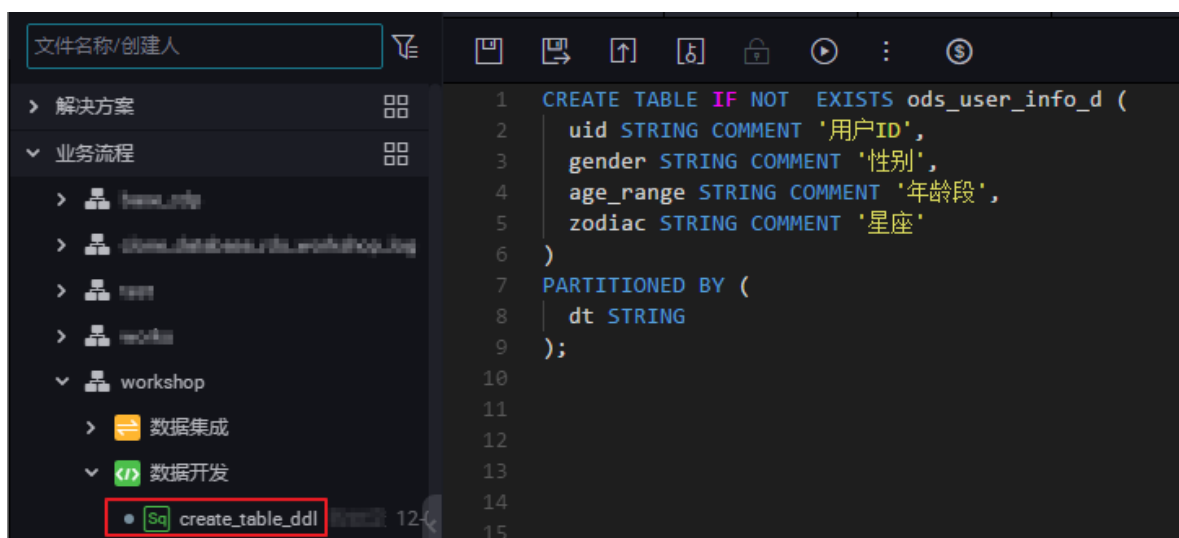 文件名称/创建人
解决方案
业务流程
workshop
数据集成
数据开发
Sq create_table_ddl
12-
1 CREATE TABLE IF NOT  EXISTS ods_user_info_d (
2 uid STRING COMMENT '用户ID',
3 gender STRING COMMENT '性别',
4 age_range STRING COMMENT '年龄段',
5 zodiac STRING COMMENT '星座'
6 )
7 PARTITIONED BY (
8 dt STRING
9 );
10
11
12
13
14
15